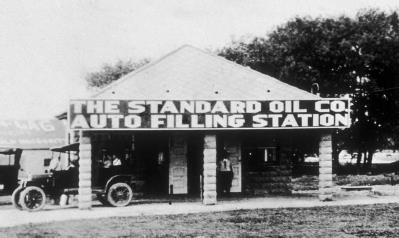 THE STANDARD OIL CO.
AUTO FILLING STATION